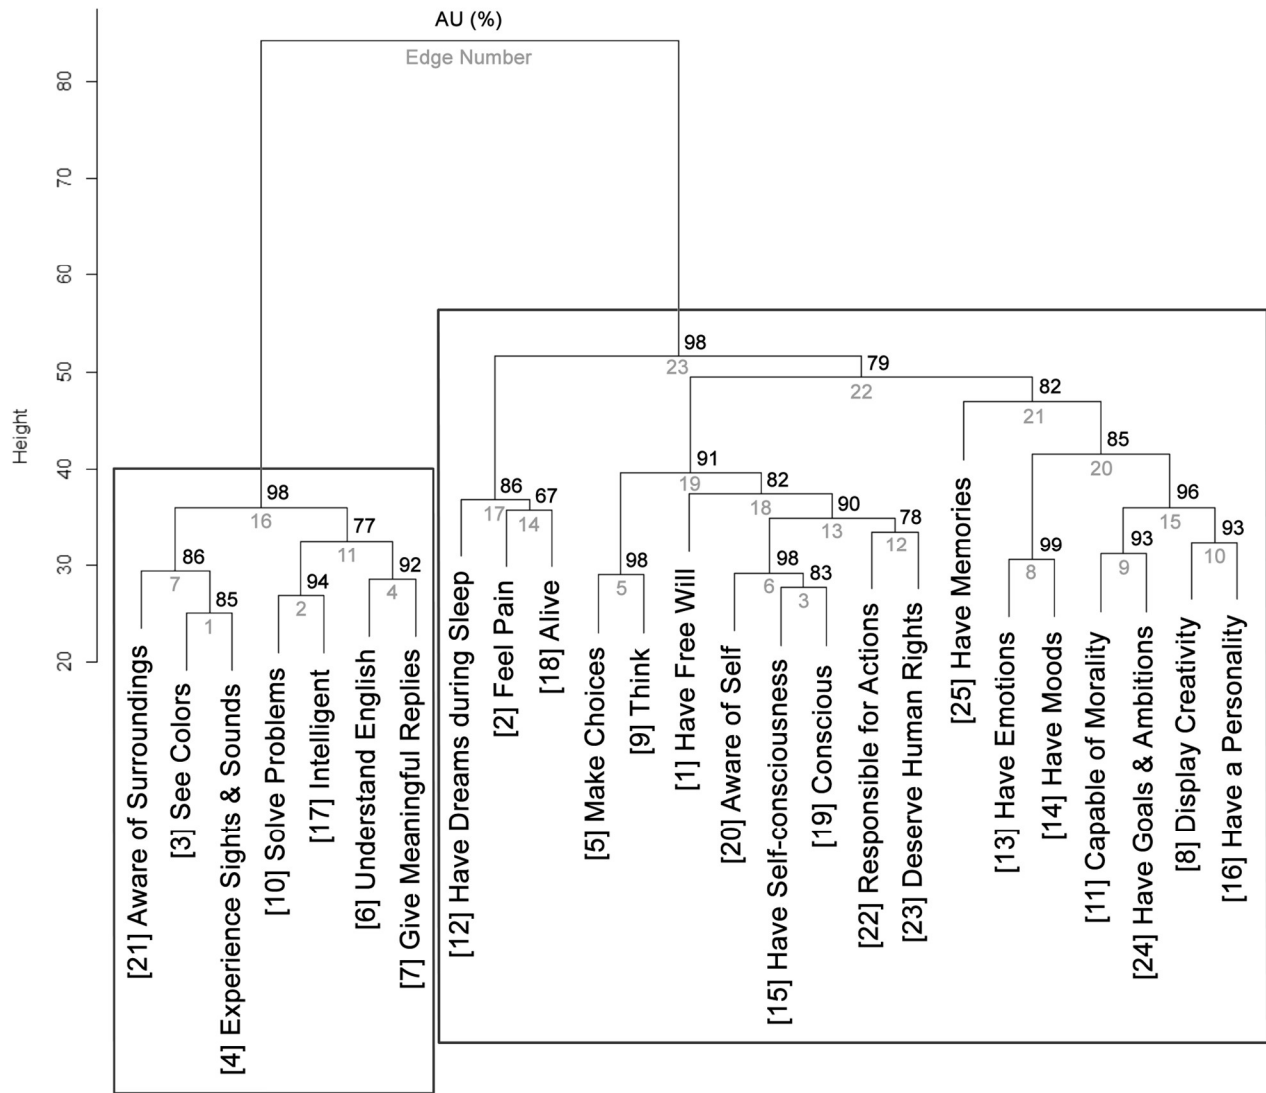 AU (%)
Edge Number
Height
80
70
60
50
40
30
20
98
23
79
22
82
21
85
20
91
19
96
15
98
16
86
17
67
14
82
18
90
13
78
12
77
11
86
7
85
1
94
2
92
4
98
5
98
6
83
3
99
8
93
9
93
10
[21] Aware of Surroundings
[3] See Colors
[4] Experience Sights & Sounds
[10] Solve Problems
[17] Intelligent
[6] Understand English
[7] Give Meaningful Replies
[12] Have Dreams during Sleep
[2] Feel Pain
[18] Alive
[5] Make Choices
[9] Think
[1] Have Free Will
[20] Aware of Self
[15] Have Self-consciousness
[19] Conscious
[22] Responsible for Actions
[23] Deserve Human Rights
[25] Have Memories
[13] Have Emotions
[14] Have Moods
[11] Capable of Morality
[24] Have Goals & Ambitions
[8] Display Creativity
[16] Have a Personality